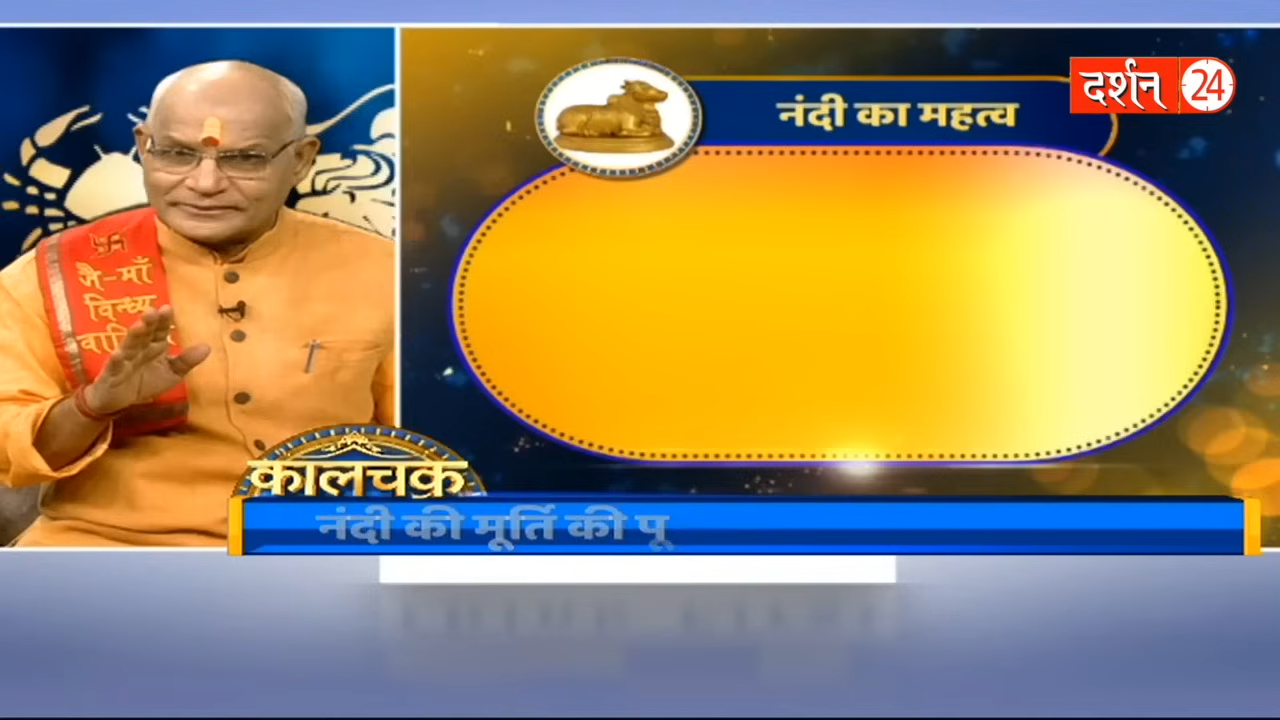 दर्शन 24
नंदी का महत्व
जै-माँ
विन्ध्य
कालचक्र
नंदी की मूर्ति की पू